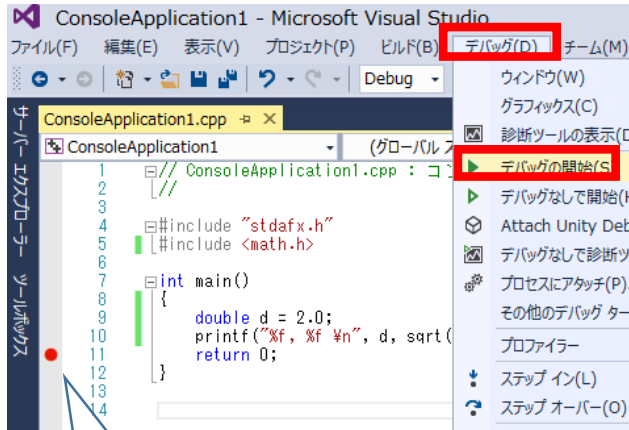 ConsoleApplication1 - Microsoft Visual Studio
ファイル(F) 編集(E) 表示(V) プロジェクト(P) ビルド(B) デバッグ(D) チーム(M)
Debug
サーバー エクスプローラー ツールボックス
ConsoleApplication1.cpp
ConsoleApplication1 (グローバル
1 // ConsoleApplication1.cpp :
2 //
3
4 #include "stdafx.h"
5 #include <math.h>
6
7 int main()
8 {
9 double d = 2.0;
10 printf("%f, %f ¥n", d, sqrt(
11 return 0;
12 }
13
14
ウィンドウ(W)
グラフィックス(C)
診断ツールの表示(D
デバッグの開始(S
デバッグなしで開始(H
Attach Unity Deb
デバッグなしで診断ツ
プロセスにアタッチ(P).
その他のデバッグ ター
プロファイラー
ステップ イン(L)
ステップ オーバー(O)